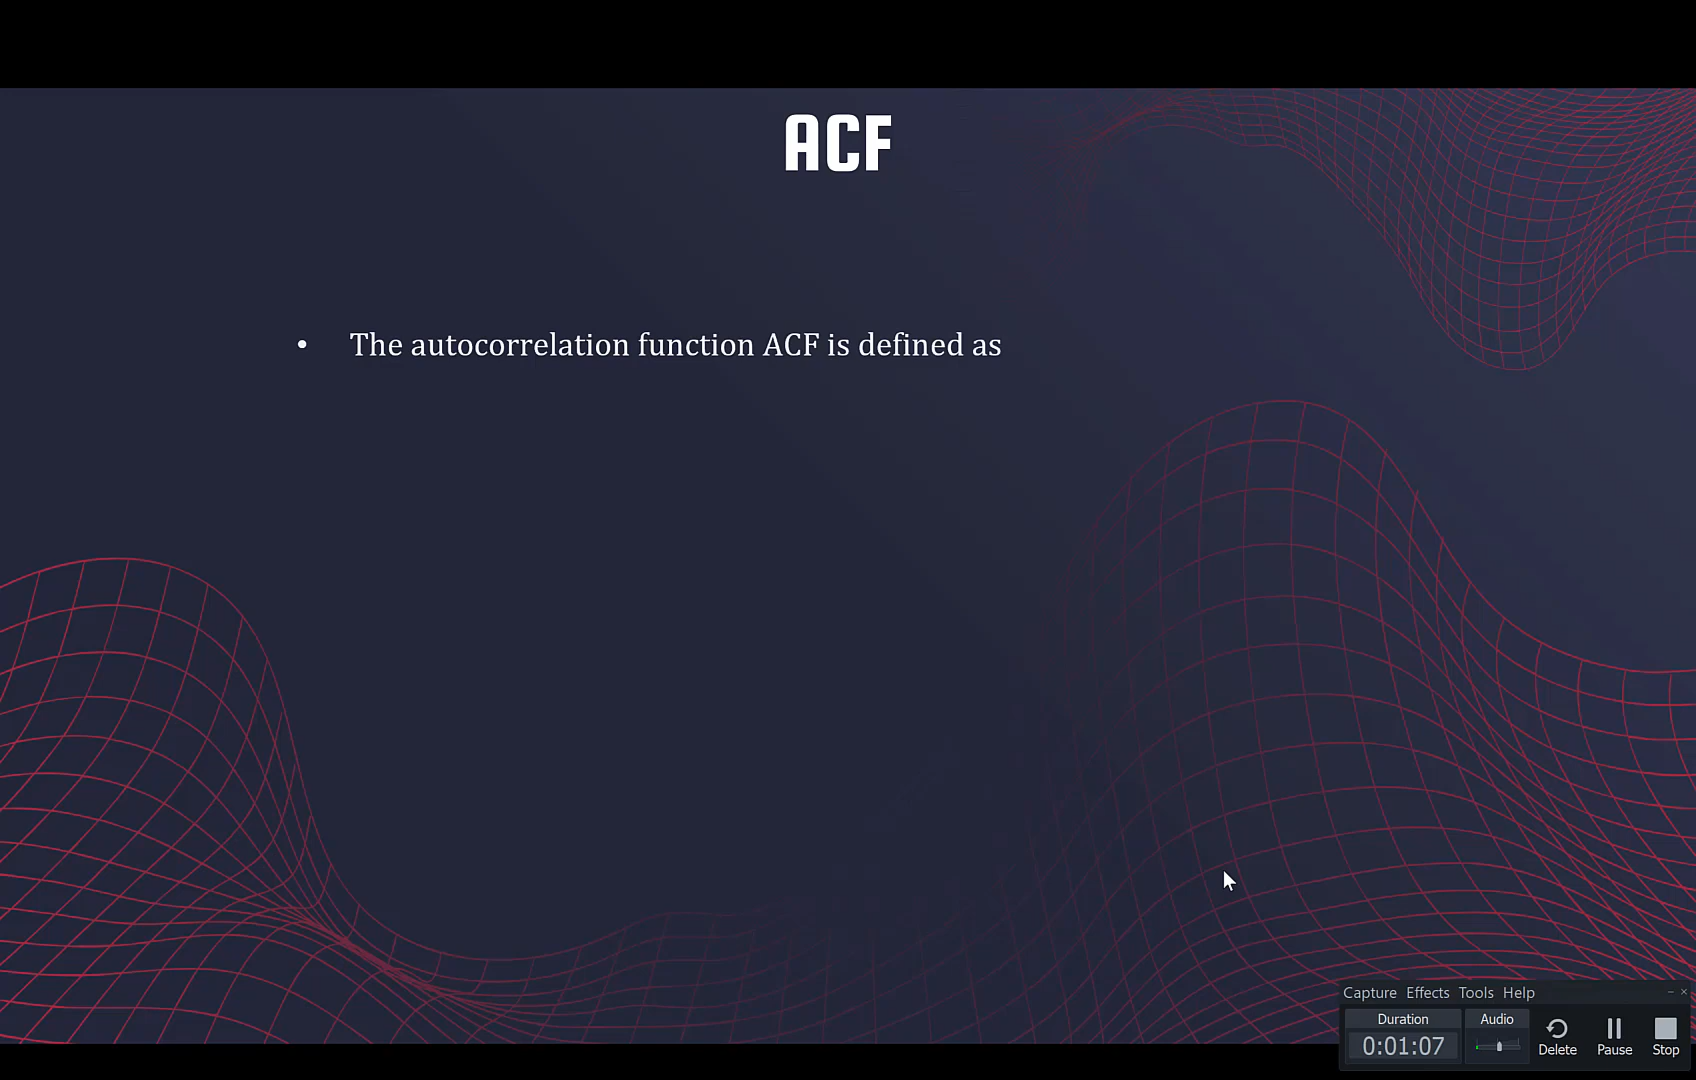 ACF
• The autocorrelation function ACF is defined as
Capture Effects Tools Help
Duration Audio
0:01:07 Delete Pause Stop